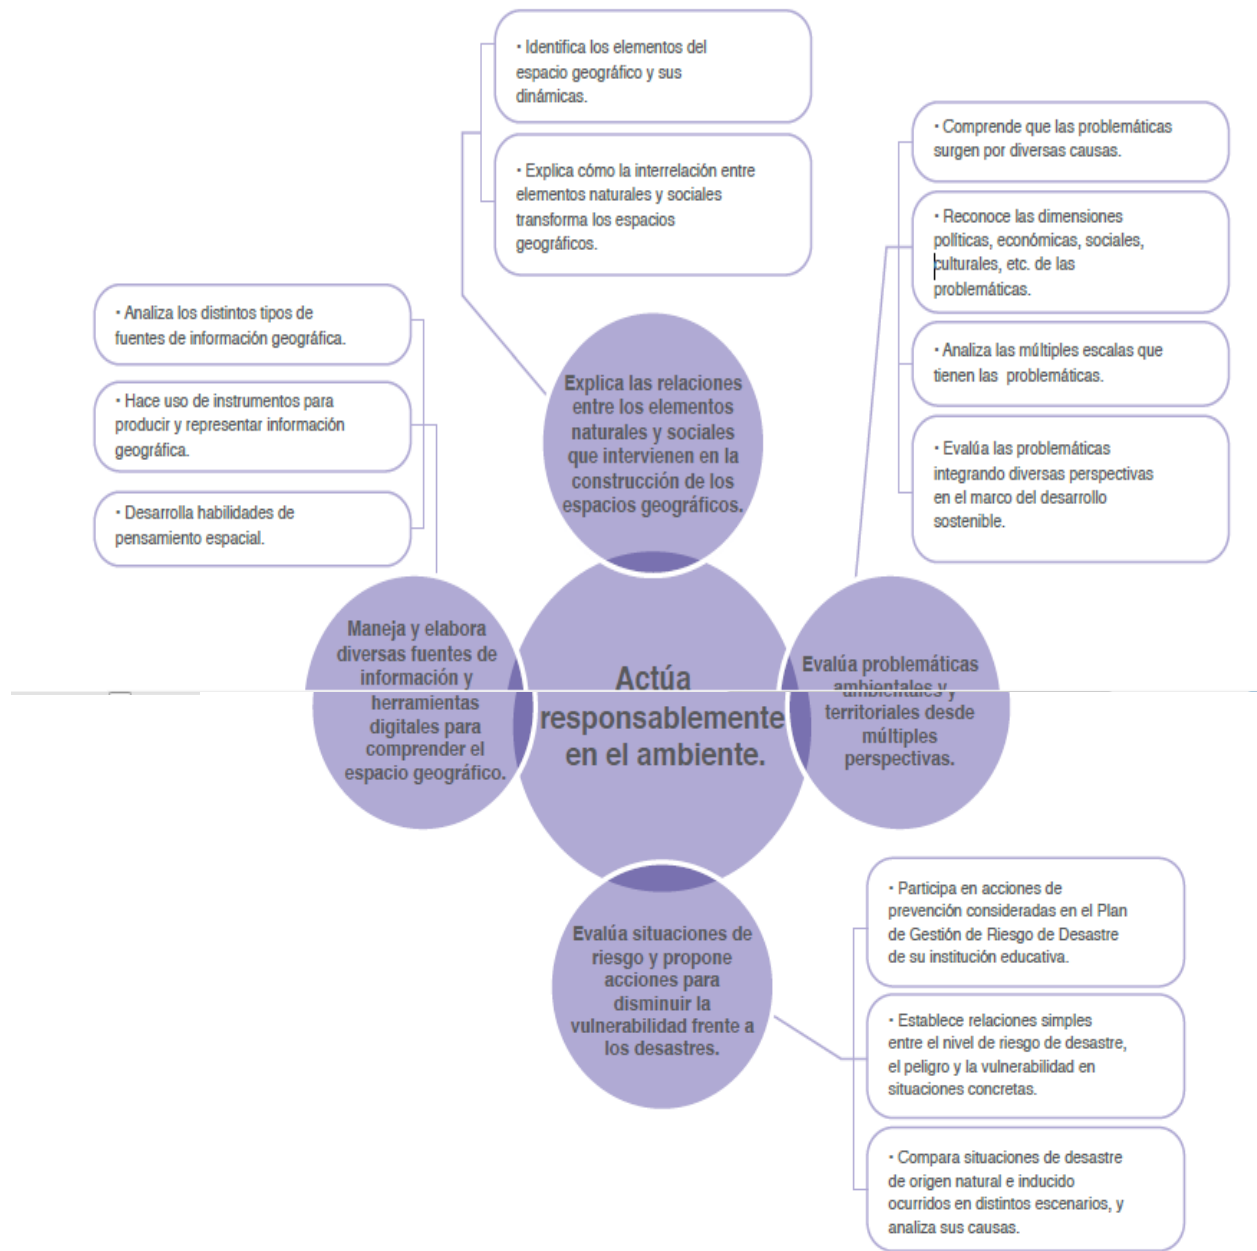 • Identifica los elementos del
espacio geográfico y sus
dinámicas.
• Explica cómo la interrelación entre
elementos naturales y sociales
transforma los espacios
geográficos.
• Comprende que las problemáticas
surgen por diversas causas.
• Reconoce las dimensiones
políticas, económicas, sociales,
culturales, etc. de las
problemáticas.
• Analiza las múltiples escalas que
tienen las problemáticas.
• Evalúa las problemáticas
integrando diversas perspectivas
en el marco del desarrollo
sostenible.
• Analiza los distintos tipos de
fuentes de información geográfica.
• Hace uso de instrumentos para
producir y representar información
geográfica.
• Desarrolla habilidades de
pensamiento espacial.
Explica las relaciones
entre los elementos
naturales y sociales
que intervienen en la
construcción de los
espacios geográficos.
Maneja y elabora
diversas fuentes de
información y
herramientas
digitales para
comprender el
espacio geográfico.
Actúa
responsablemente
en el ambiente.
Evalúa problemáticas
ambientales y
territoriales desde
múltiples
perspectivas.
Evalúa situaciones de
riesgo y propone
acciones para
disminuir la
vulnerabilidad frente a
los desastres.
• Participa en acciones de
prevención consideradas en el Plan
de Gestión de Riesgo de Desastre
de su institución educativa.
• Establece relaciones simples
entre el nivel de riesgo de desastre,
el peligro y la vulnerabilidad en
situaciones concretas.
• Compara situaciones de desastre
de origen natural e inducido
ocurridos en distintos escenarios, y
analiza sus causas.